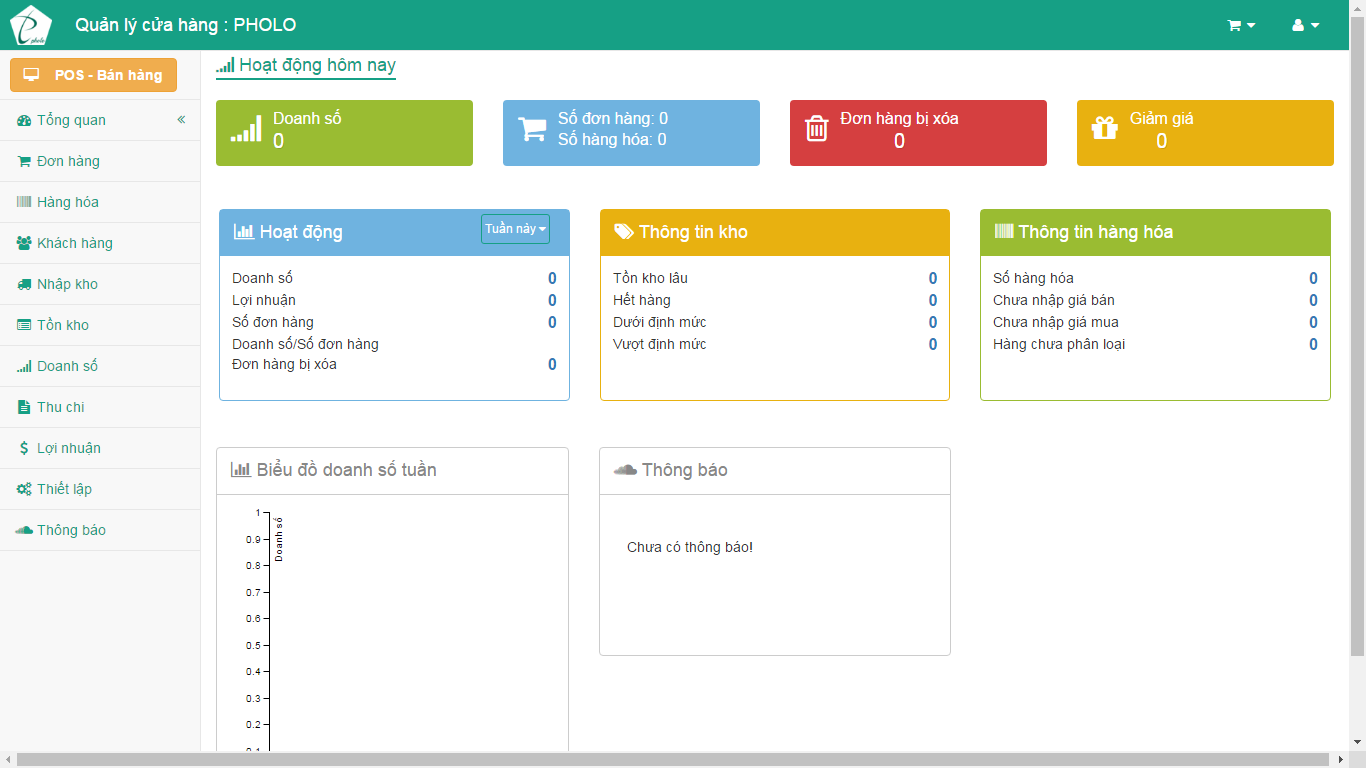 pholo
Quản lý cửa hàng : PHOLO
POS - Bán hàng
Tổng quan
Đơn hàng
Hàng hóa
Khách hàng
Nhập kho
Tồn kho
Doanh số
Thu chi
Lợi nhuận
Thiết lập
Thông báo
Hoạt động hôm nay
Doanh số
0
Số đơn hàng: 0
Số hàng hóa: 0
Đơn hàng bị xóa
0
Giảm giá
0
Hoạt động
Tuần này
Doanh số 0
Lợi nhuận 0
Số đơn hàng 0
Doanh số/Số đơn hàng
Đơn hàng bị xóa 0
Thông tin kho
Tồn kho lâu 0
Hết hàng 0
Dưới định mức 0
Vượt định mức 0
Thông tin hàng hóa
Số hàng hóa 0
Chưa nhập giá bán 0
Chưa nhập giá mua 0
Hàng chưa phân loại 0
Biểu đồ doanh số tuần
1
0.9
0.8
0.7
0.6
0.5
0.4
0.3
0.2
0.1
Doanh số
Thông báo
Chưa có thông báo!